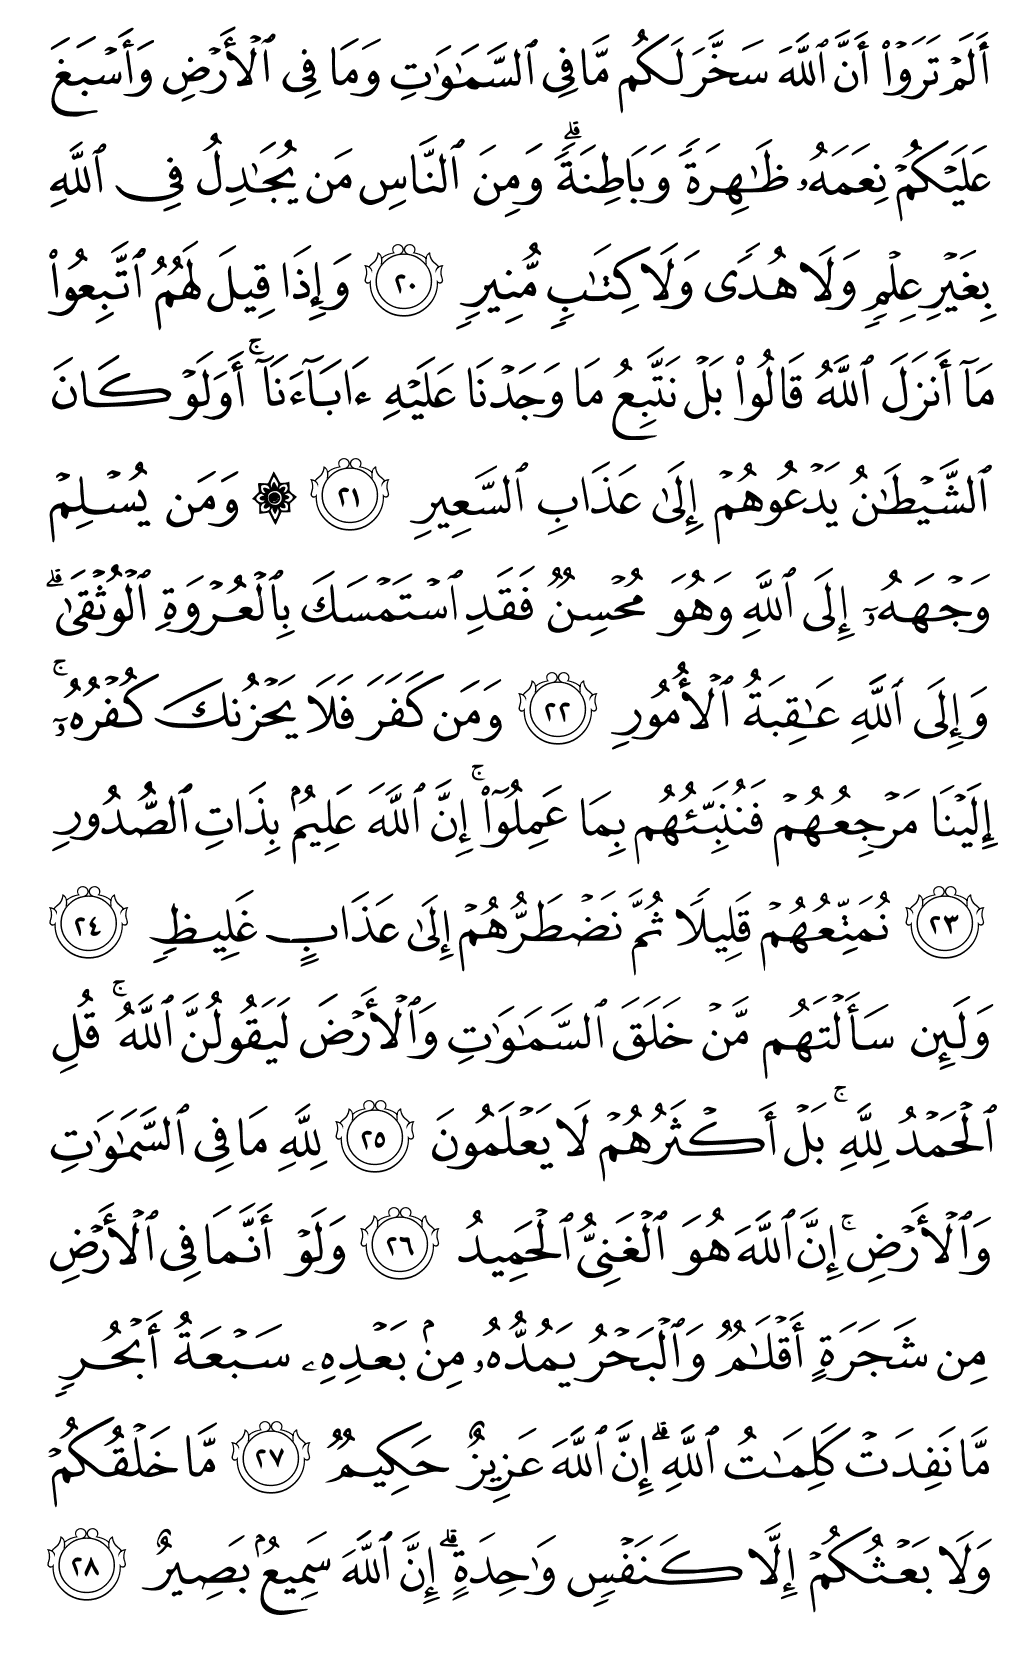 أَلَمۡ تَرَوۡاْ أَنَّ ٱللَّهَ سَخَّرَ لَكُم مَّا فِي ٱلسَّمَٰوَٰتِ وَمَا فِي ٱلۡأَرۡضِ وَأَسۡبَغَ
عَلَيۡكُمۡ نِعَمَهُۥ ظَٰهِرَةٗ وَبَاطِنَةٗۗ وَمِنَ ٱلنَّاسِ مَن يُجَٰدِلُ فِي ٱللَّهِ
بِغَيۡرِ عِلۡمٖ وَلَا هُدٗى وَلَا كِتَٰبٖ مُّنِيرٖ ٢٠ وَإِذَا قِيلَ لَهُمُ ٱتَّبِعُواْ
مَآ أَنزَلَ ٱللَّهُ قَالُواْ بَلۡ نَتَّبِعُ مَا وَجَدۡنَا عَلَيۡهِ ءَابَآءَنَآۚ أَوَلَوۡ كَانَ
ٱلشَّيۡطَٰنُ يَدۡعُوهُمۡ إِلَىٰ عَذَابِ ٱلسَّعِيرِ ٢١ ۞ وَمَن يُسۡلِمۡ
وَجۡهَهُۥٓ إِلَى ٱللَّهِ وَهُوَ مُحۡسِنٞ فَقَدِ ٱسۡتَمۡسَكَ بِٱلۡعُرۡوَةِ ٱلۡوُثۡقَىٰۗ
وَإِلَى ٱللَّهِ عَٰقِبَةُ ٱلۡأُمُورِ ٢٢ وَمَن كَفَرَ فَلَا يَحۡزُنكَ كُفۡرُهُۥٓۚ
إِلَيۡنَا مَرۡجِعُهُمۡ فَنُنَبِّئُهُم بِمَا عَمِلُوٓاْۚ إِنَّ ٱللَّهَ عَلِيمُۢ بِذَاتِ ٱلصُّدُورِ
٢٣ نُمَتِّعُهُمۡ قَلِيلٗا ثُمَّ نَضۡطَرُّهُمۡ إِلَىٰ عَذَابٍ غَلِيظٖ ٢٤
وَلَئِن سَأَلۡتَهُم مَّنۡ خَلَقَ ٱلسَّمَٰوَٰتِ وَٱلۡأَرۡضَ لَيَقُولُنَّ ٱللَّهُۚ قُلِ
ٱلۡحَمۡدُ لِلَّهِۚ بَلۡ أَكۡثَرُهُمۡ لَا يَعۡلَمُونَ ٢٥ لِلَّهِ مَا فِي ٱلسَّمَٰوَٰتِ
وَٱلۡأَرۡضِۚ إِنَّ ٱللَّهَ هُوَ ٱلۡغَنِيُّ ٱلۡحَمِيدُ ٢٦ وَلَوۡ أَنَّمَا فِي ٱلۡأَرۡضِ
مِن شَجَرَةٍ أَقۡلَٰمٞ وَٱلۡبَحۡرُ يَمُدُّهُۥ مِنۢ بَعۡدِهِۦ سَبۡعَةُ أَبۡحُرٖ
مَّا نَفِدَتۡ كَلِمَٰتُ ٱللَّهِۗ إِنَّ ٱللَّهَ عَزِيزٌ حَكِيمٞ ٢٧ مَّا خَلۡقُكُمۡ
وَلَا بَعۡثُكُمۡ إِلَّا كَنَفۡسٖ وَٰحِدَةٍۗ إِنَّ ٱللَّهَ سَمِيعُۢ بَصِيرٌ ٢٨